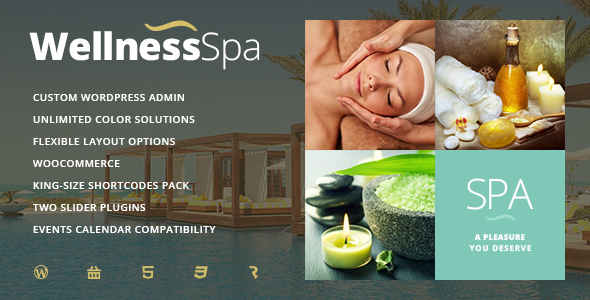 WellnessSpa
CUSTOM WORDPRESS ADMIN
UNLIMITED COLOR SOLUTIONS
FLEXIBLE LAYOUT OPTIONS
WOOCOMMERCE
KING-SIZE SHORTCODES PACK
TWO SLIDER PLUGINS
EVENTS CALENDAR COMPATIBILITY
SPA
A PLEASURE
YOU DESERVE